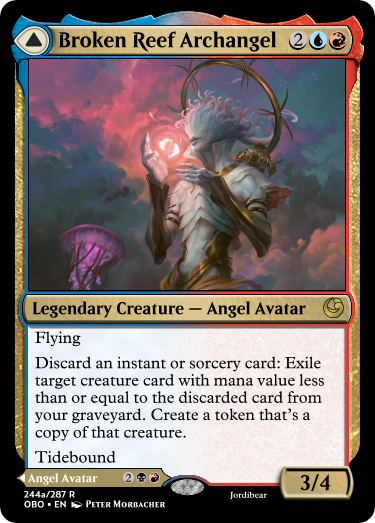 Broken Reef Archangel 2
Legendary Creature — Angel Avatar
Flying
Discard an instant or sorcery card: Exile
target creature card with mana value less
than or equal to the discarded card from
your graveyard. Create a token that's a
copy of that creature.
Tidebound
Angel Avatar 2
3/4
244a/287 R
OBO • EN Peter Morbacher
Jordibear